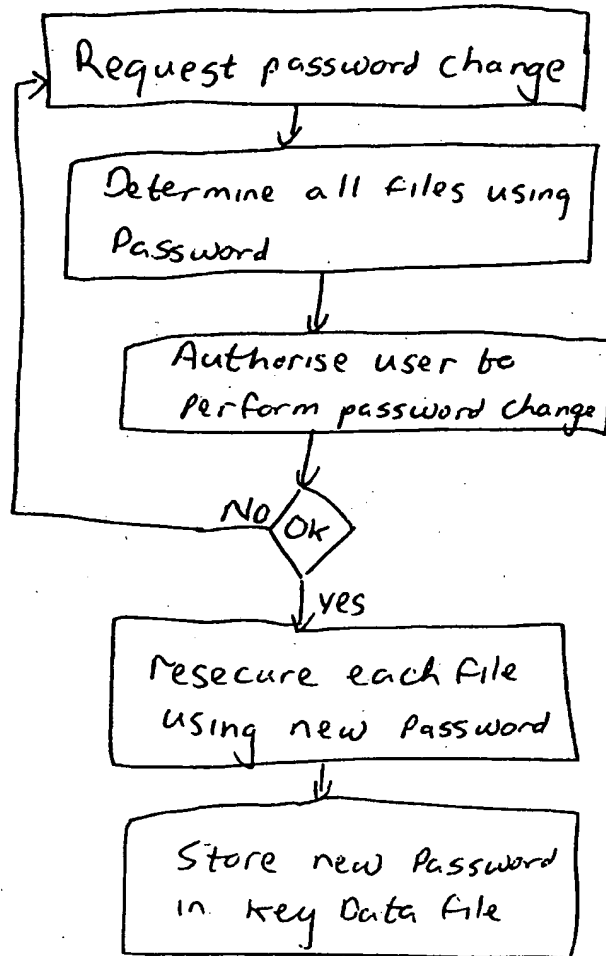 Request password change
Determine all files using
Password
Authorise user to
Perform password change
No
Ok
yes
resecure each file
using new Password
Store new Password
in Key Data file